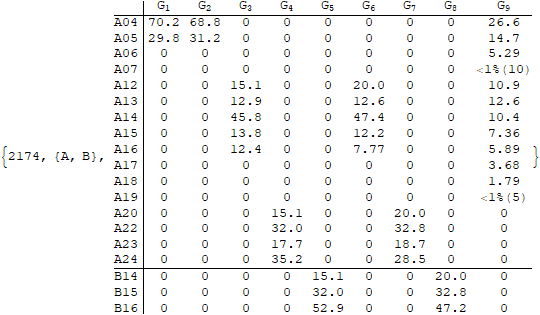 G₁ G₂ G₃ G₄ G₅ G₆ G₇ G₈ G₉
A04 70.2 68.8 0 0 0 0 0 0 26.6
A05 29.8 31.2 0 0 0 0 0 0 14.7
A06 0 0 0 0 0 0 0 0 5.29
A07 0 0 0 0 0 0 0 0 <1%(10)
A12 0 0 15.1 0 0 20.0 0 0 10.9
A13 0 0 12.9 0 0 12.6 0 0 12.6
A14 0 0 45.8 0 0 47.4 0 0 10.4
A15 0 0 13.8 0 0 12.2 0 0 7.36
{2174, {A, B}, A16 0 0 12.4 0 0 7.77 0 0 5.89 }
A17 0 0 0 0 0 0 0 0 3.68
A18 0 0 0 0 0 0 0 0 1.79
A19 0 0 0 0 0 0 0 0 <1%(5)
A20 0 0 0 15.1 0 0 20.0 0 0
A22 0 0 0 32.0 0 0 32.8 0 0
A23 0 0 0 17.7 0 0 18.7 0 0
A24 0 0 0 35.2 0 0 28.5 0 0
B14 0 0 0 0 15.1 0 0 20.0 0
B15 0 0 0 0 32.0 0 0 32.8 0
B16 0 0 0 0 52.9 0 0 47.2 0